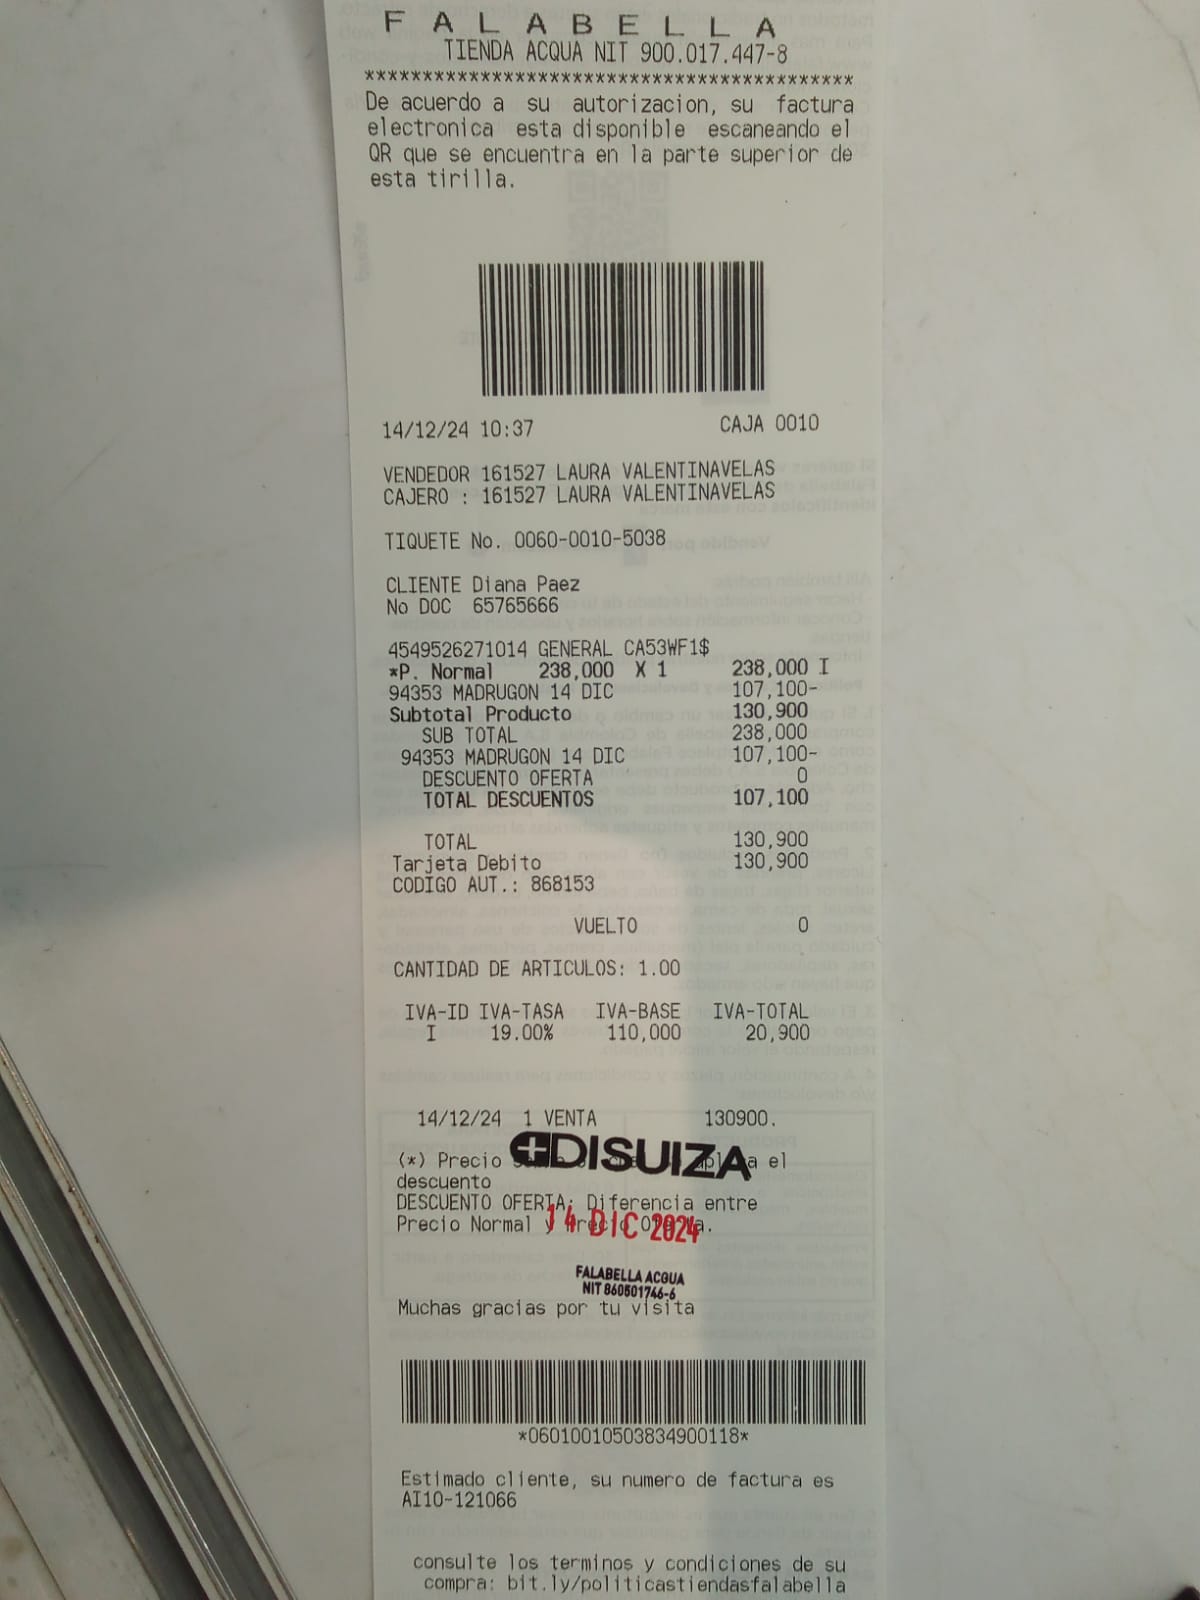 F A L A B E L L A
TIENDA ACQUA NIT 900.017.447-8
******************************************
De acuerdo a su autorizacion, su factura
electronica esta disponible escaneando el
QR que se encuentra en la parte superior de
esta tirilla.
14/12/24 10:37 CAJA 0010
VENDEDOR 161527 LAURA VALENTINAVELAS
CAJERO : 161527 LAURA VALENTINAVELAS
TIQUETE No. 0060-0010-5038
CLIENTE Diana Paez
No DOC 65765666
4549526271014 GENERAL CA53WF1$
*P. Normal 238,000 X 1 238,000 I
94353 MADRUGON 14 DIC 107,100-
Subtotal Producto 130,900
SUB TOTAL 238,000
94353 MADRUGON 14 DIC 107,100-
DESCUENTO OFERTA 0
TOTAL DESCUENTOS 107,100
TOTAL 130,900
Tarjeta Debito 130,900
CODIGO AUT.: 868153
VUELTO 0
CANTIDAD DE ARTICULOS: 1.00
IVA-ID IVA-TASA IVA-BASE IVA-TOTAL
I 19.00% 110,000 20,900
14/12/24 1 VENTA 130900.
DISUIZA
(*) Precio el
descuento
DESCUENTO OFERTA: Diferencia entre
Precio Normal y
14 DIC 2024
FALABELLA ACQUA
NIT 860501746-6
Muchas gracias por tu visita
*06010010503834900118*
Estimado cliente, su numero de factura es
AI10-121066
consulte los terminos y condiciones de su
compra: bit.ly/politicastiendasfalabella